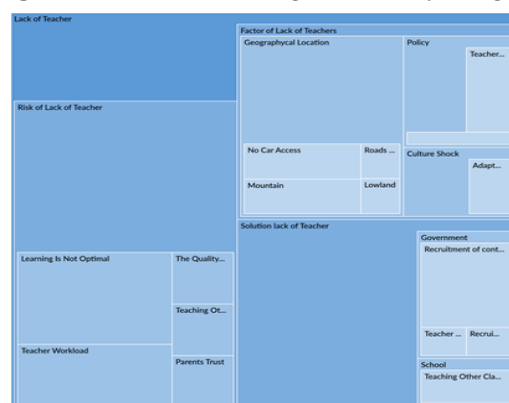 Lack of Teacher
Factor of Lack of Teachers
Geographycal Location
Policy
Teacher...
No Car Access
Roads ...
Mountain
Lowland
Culture Shock
Adapt...
Risk of Lack of Teacher
Learning Is Not Optimal
The Quality...
Teaching Ot...
Teacher Workload
Parents Trust
Solution lack of Teacher
Government
Recruitment of cont...
Teacher ...
Recrui...
School
Teaching Other Cla...